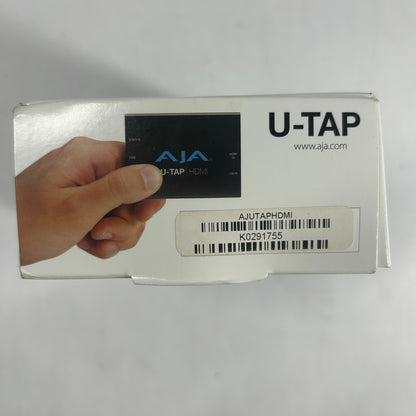 U-TAP
www.aja.com
AJA
U-TAP HDMI
AJUTAPHDMI
K0291755